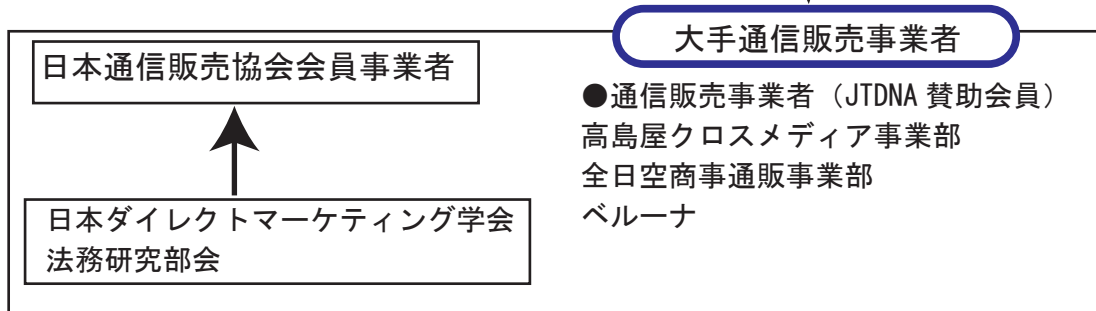 大手通信販売事業者
日本通信販売協会会員事業者
●通信販売事業者（JTDNA 賛助会員）
高島屋クロスメディア事業部
全日空商事通販事業部
ベルーナ
日本ダイレクトマーケティング学会
法務研究部会